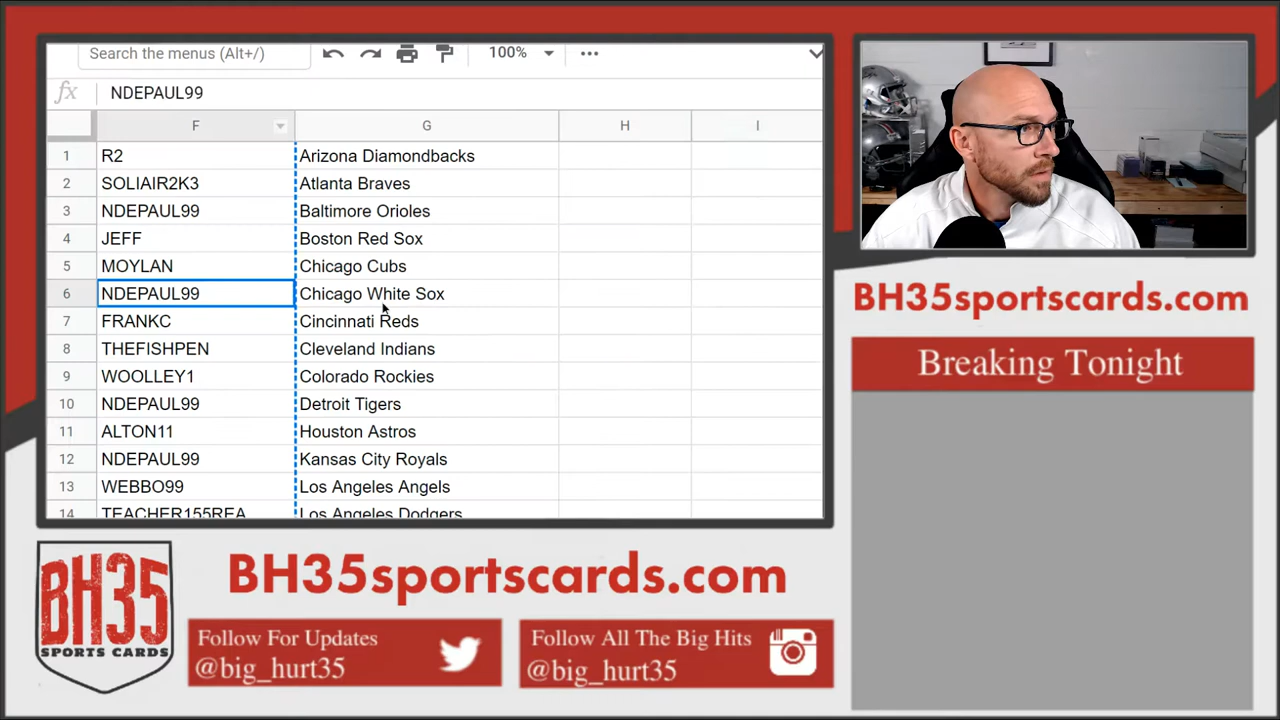 Search the menus (Alt+/)
100%
fx NDEPAUL99
F G H I
1 R2 Arizona Diamondbacks
2 SOLIAIR2K3 Atlanta Braves
3 NDEPAUL99 Baltimore Orioles
4 JEFF Boston Red Sox
5 MOYLAN Chicago Cubs
6 NDEPAUL99 Chicago White Sox
7 FRANKC Cincinnati Reds
8 THEFISHPEN Cleveland Indians
9 WOOLLEY1 Colorado Rockies
10 NDEPAUL99 Detroit Tigers
11 ALTON11 Houston Astros
12 NDEPAUL99 Kansas City Royals
13 WEBBO99 Los Angeles Angels
14 TEACHER155REA Los Angeles Dodgers
BH35sportscards.com
Breaking Tonight
BH35
SPORTS CARDS
BH35sportscards.com
Follow For Updates
@big_hurt35
Follow All The Big Hits
@big_hurt35